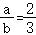 a/b = 2/3